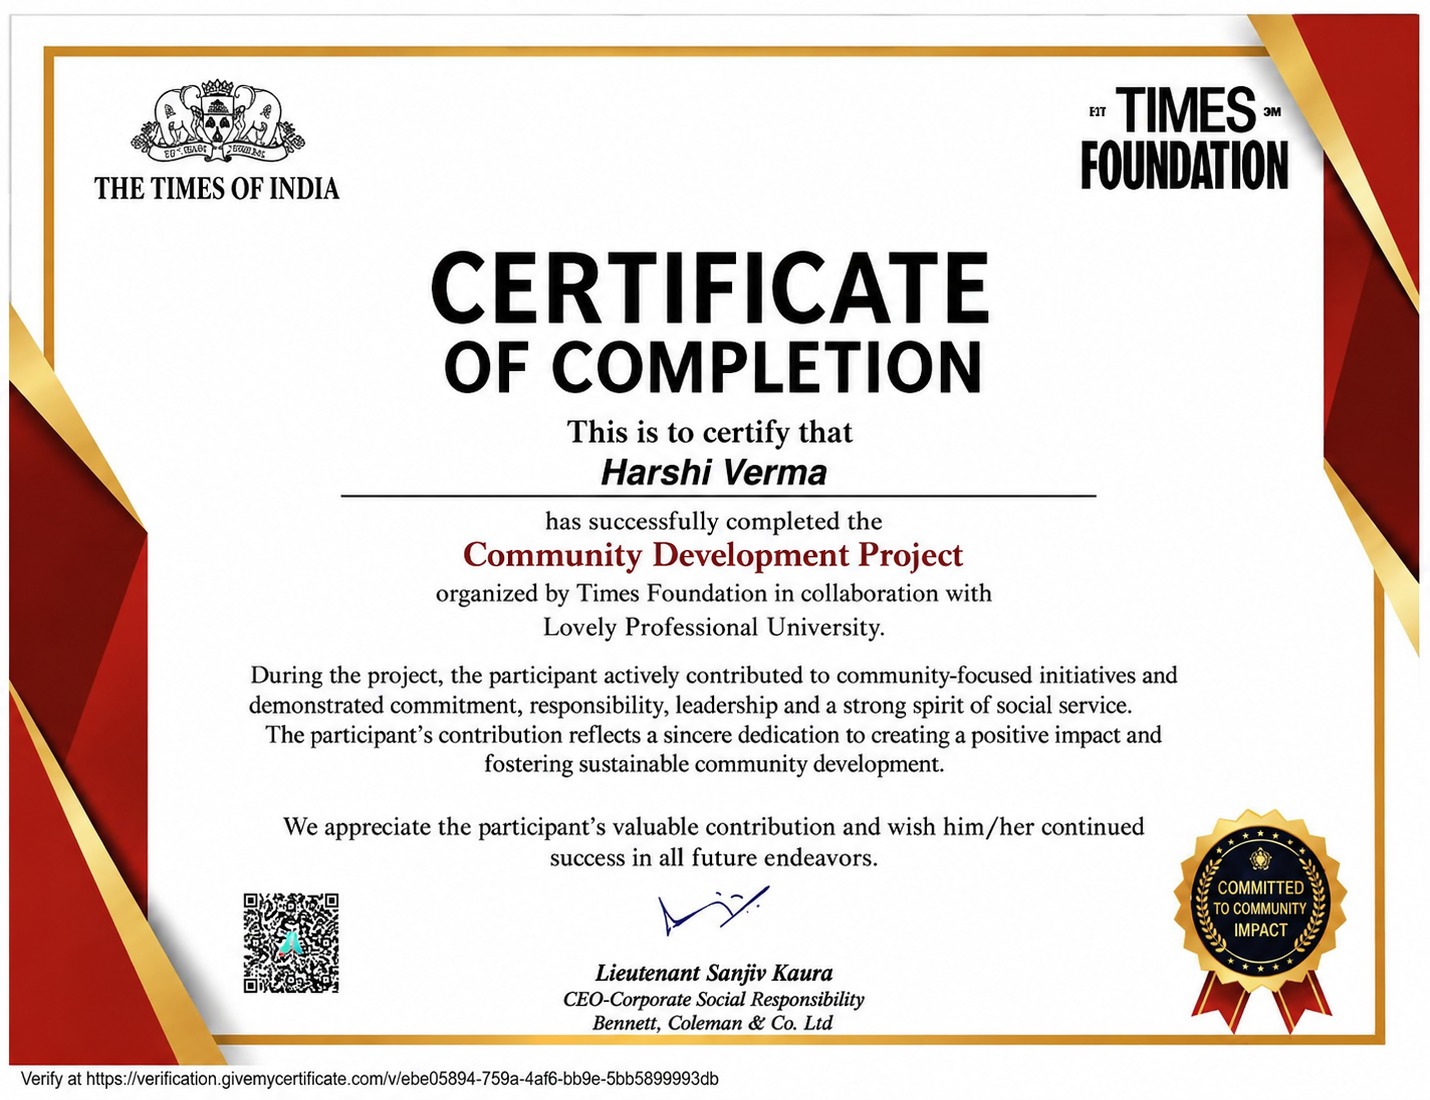 THE TIMES OF INDIA
TIMES
FOUNDATION
CERTIFICATE
OF COMPLETION
This is to certify that
Harshi Verma
has successfully completed the
Community Development Project
organized by Times Foundation in collaboration with
Lovely Professional University.
During the project, the participant actively contributed to community-focused initiatives and
demonstrated commitment, responsibility, leadership and a strong spirit of social service.
The participant's contribution reflects a sincere dedication to creating a positive impact and
fostering sustainable community development.
We appreciate the participant's valuable contribution and wish him/her continued
success in all future endeavors.
COMMITTED
TO COMMUNITY
IMPACT
Lieutenant Sanjiv Kaura
CEO-Corporate Social Responsibility
Bennett, Coleman & Co. Ltd
Verify at https://verification.givemycertificate.com/v/ebe05894-759a-4af6-bb9e-5bb5899993db